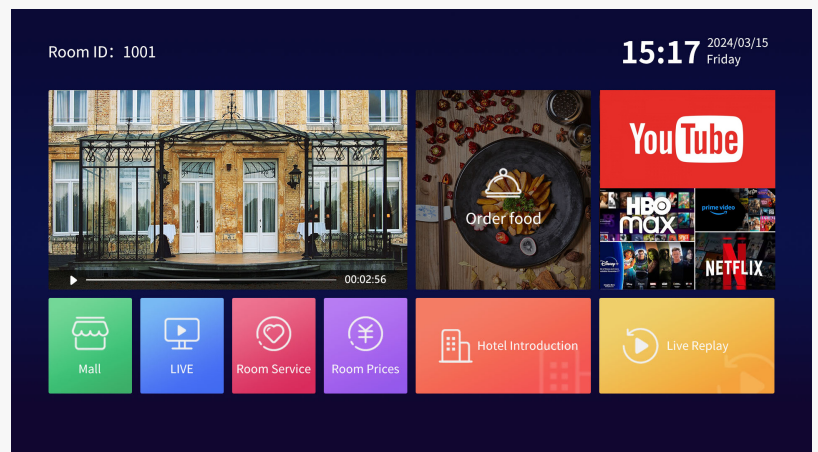 Room ID: 1001
15:17
2024/03/15
Friday
Order food
00:02:56
YouTube
HBO
max
prime video
Disney+
NETFLIX
Mall
LIVE
Room Service
Room Prices
Hotel Introduction
Live Replay